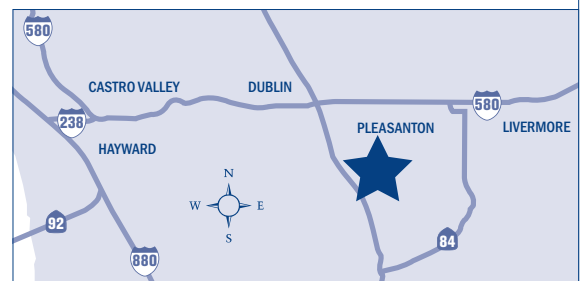 580
CASTRO VALLEY
DUBLIN
580
238
PLEASANTON
LIVERMORE
HAYWARD
N
W
E
S
92
84
880